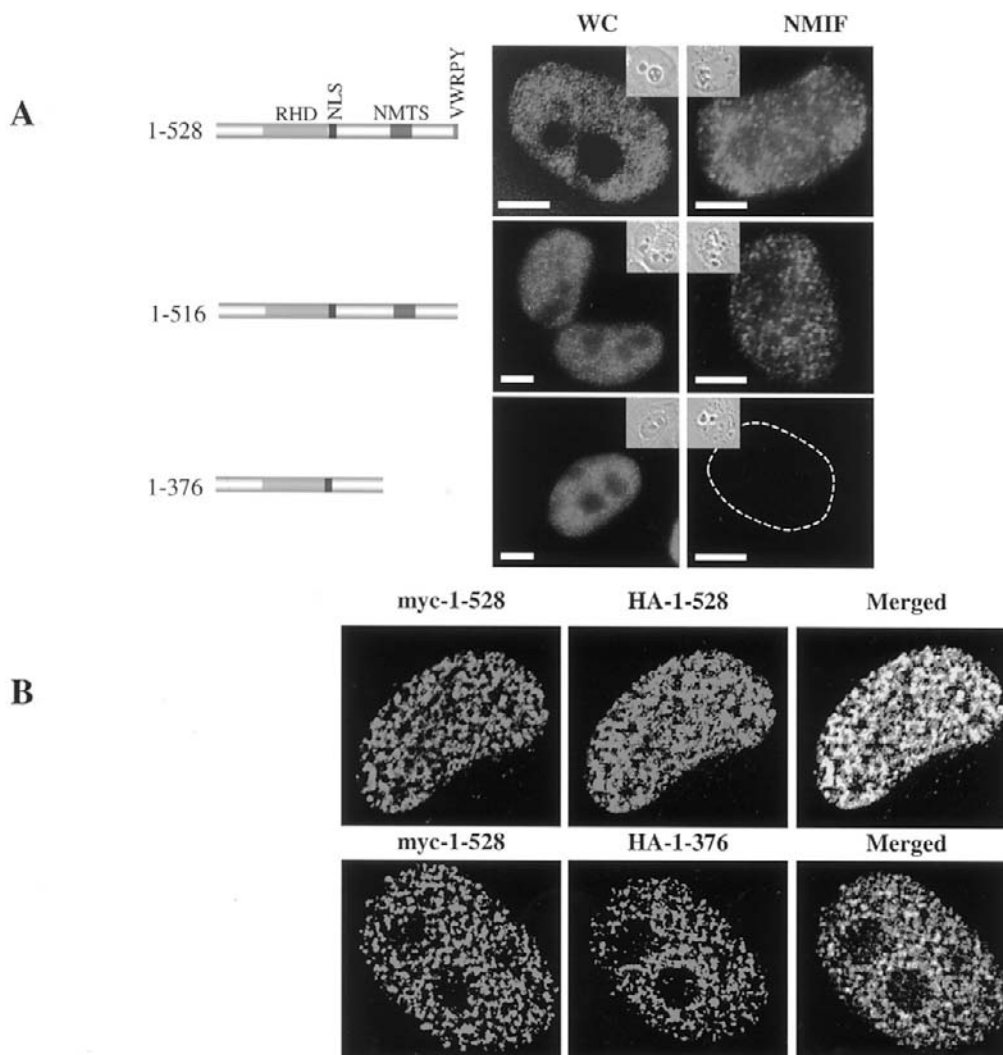 WC NMIF
A
RHD NLS NMTS VWRPY
1-528
1-516
1-376
myc-1-528 HA-1-528 Merged
B
myc-1-528 HA-1-376 Merged